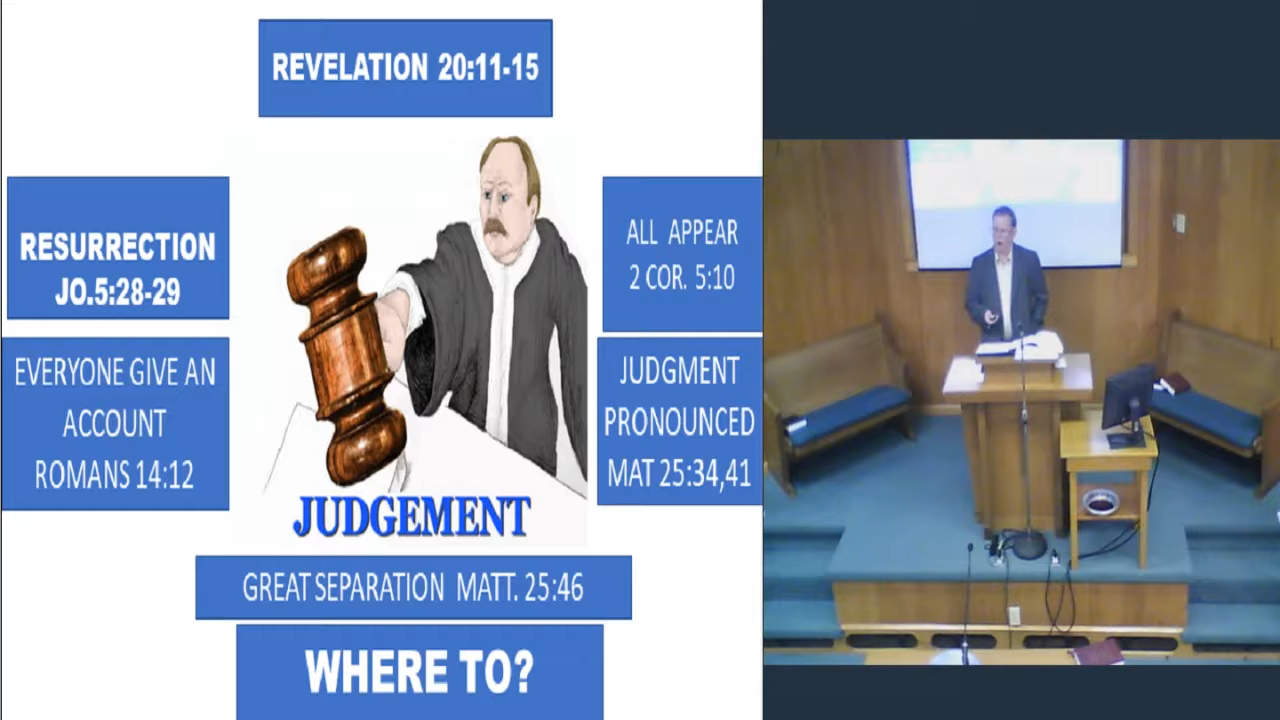 REVELATION 20:11-15
RESURRECTION
JO.5:28-29
ALL APPEAR
2 COR. 5:10
EVERYONE GIVE AN
ACCOUNT
ROMANS 14:12
JUDGMENT
PRONOUNCED
MAT 25:34,41
JUDGEMENT
GREAT SEPARATION MATT. 25:46
WHERE TO?